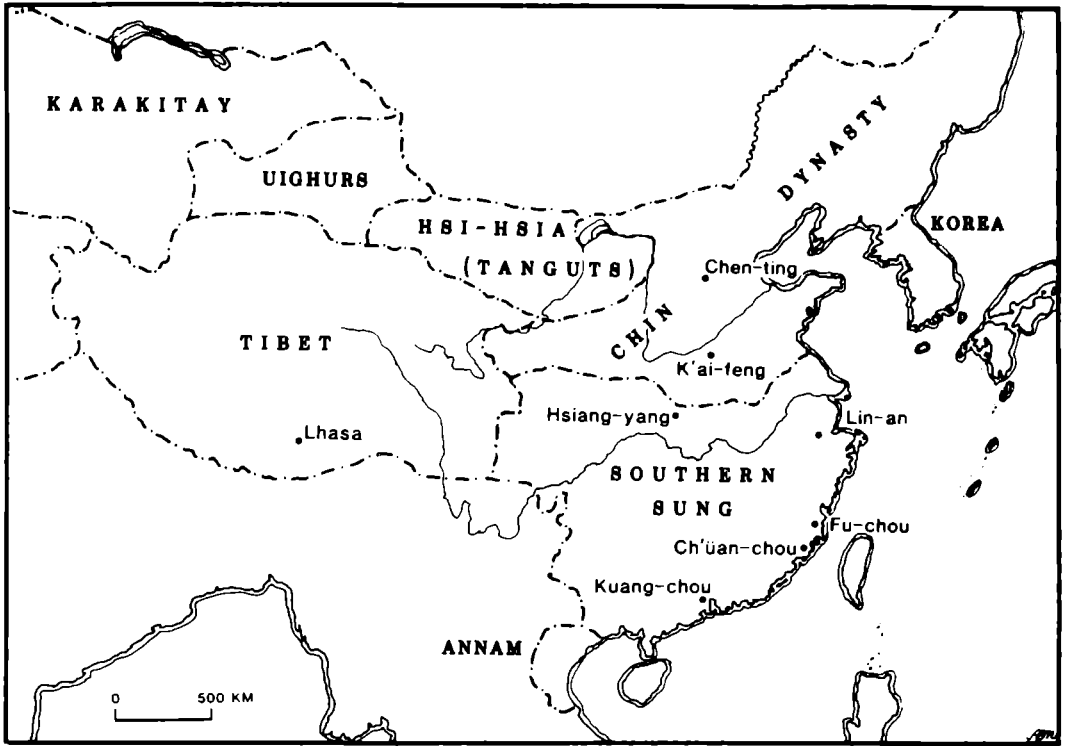 KARAKITAY
UIGHURS
HSI-HSIA
(TANGUTS)
DYNASTY
KOREA
Chen-ting
CHIN
TIBET
K'ai-feng
Hsiang-yang
Lin-an
Lhasa
SOUTHERN
SUNG
Fu-chou
Ch'üan-chou
Kuang-chou
ANNAM
0 500 KM